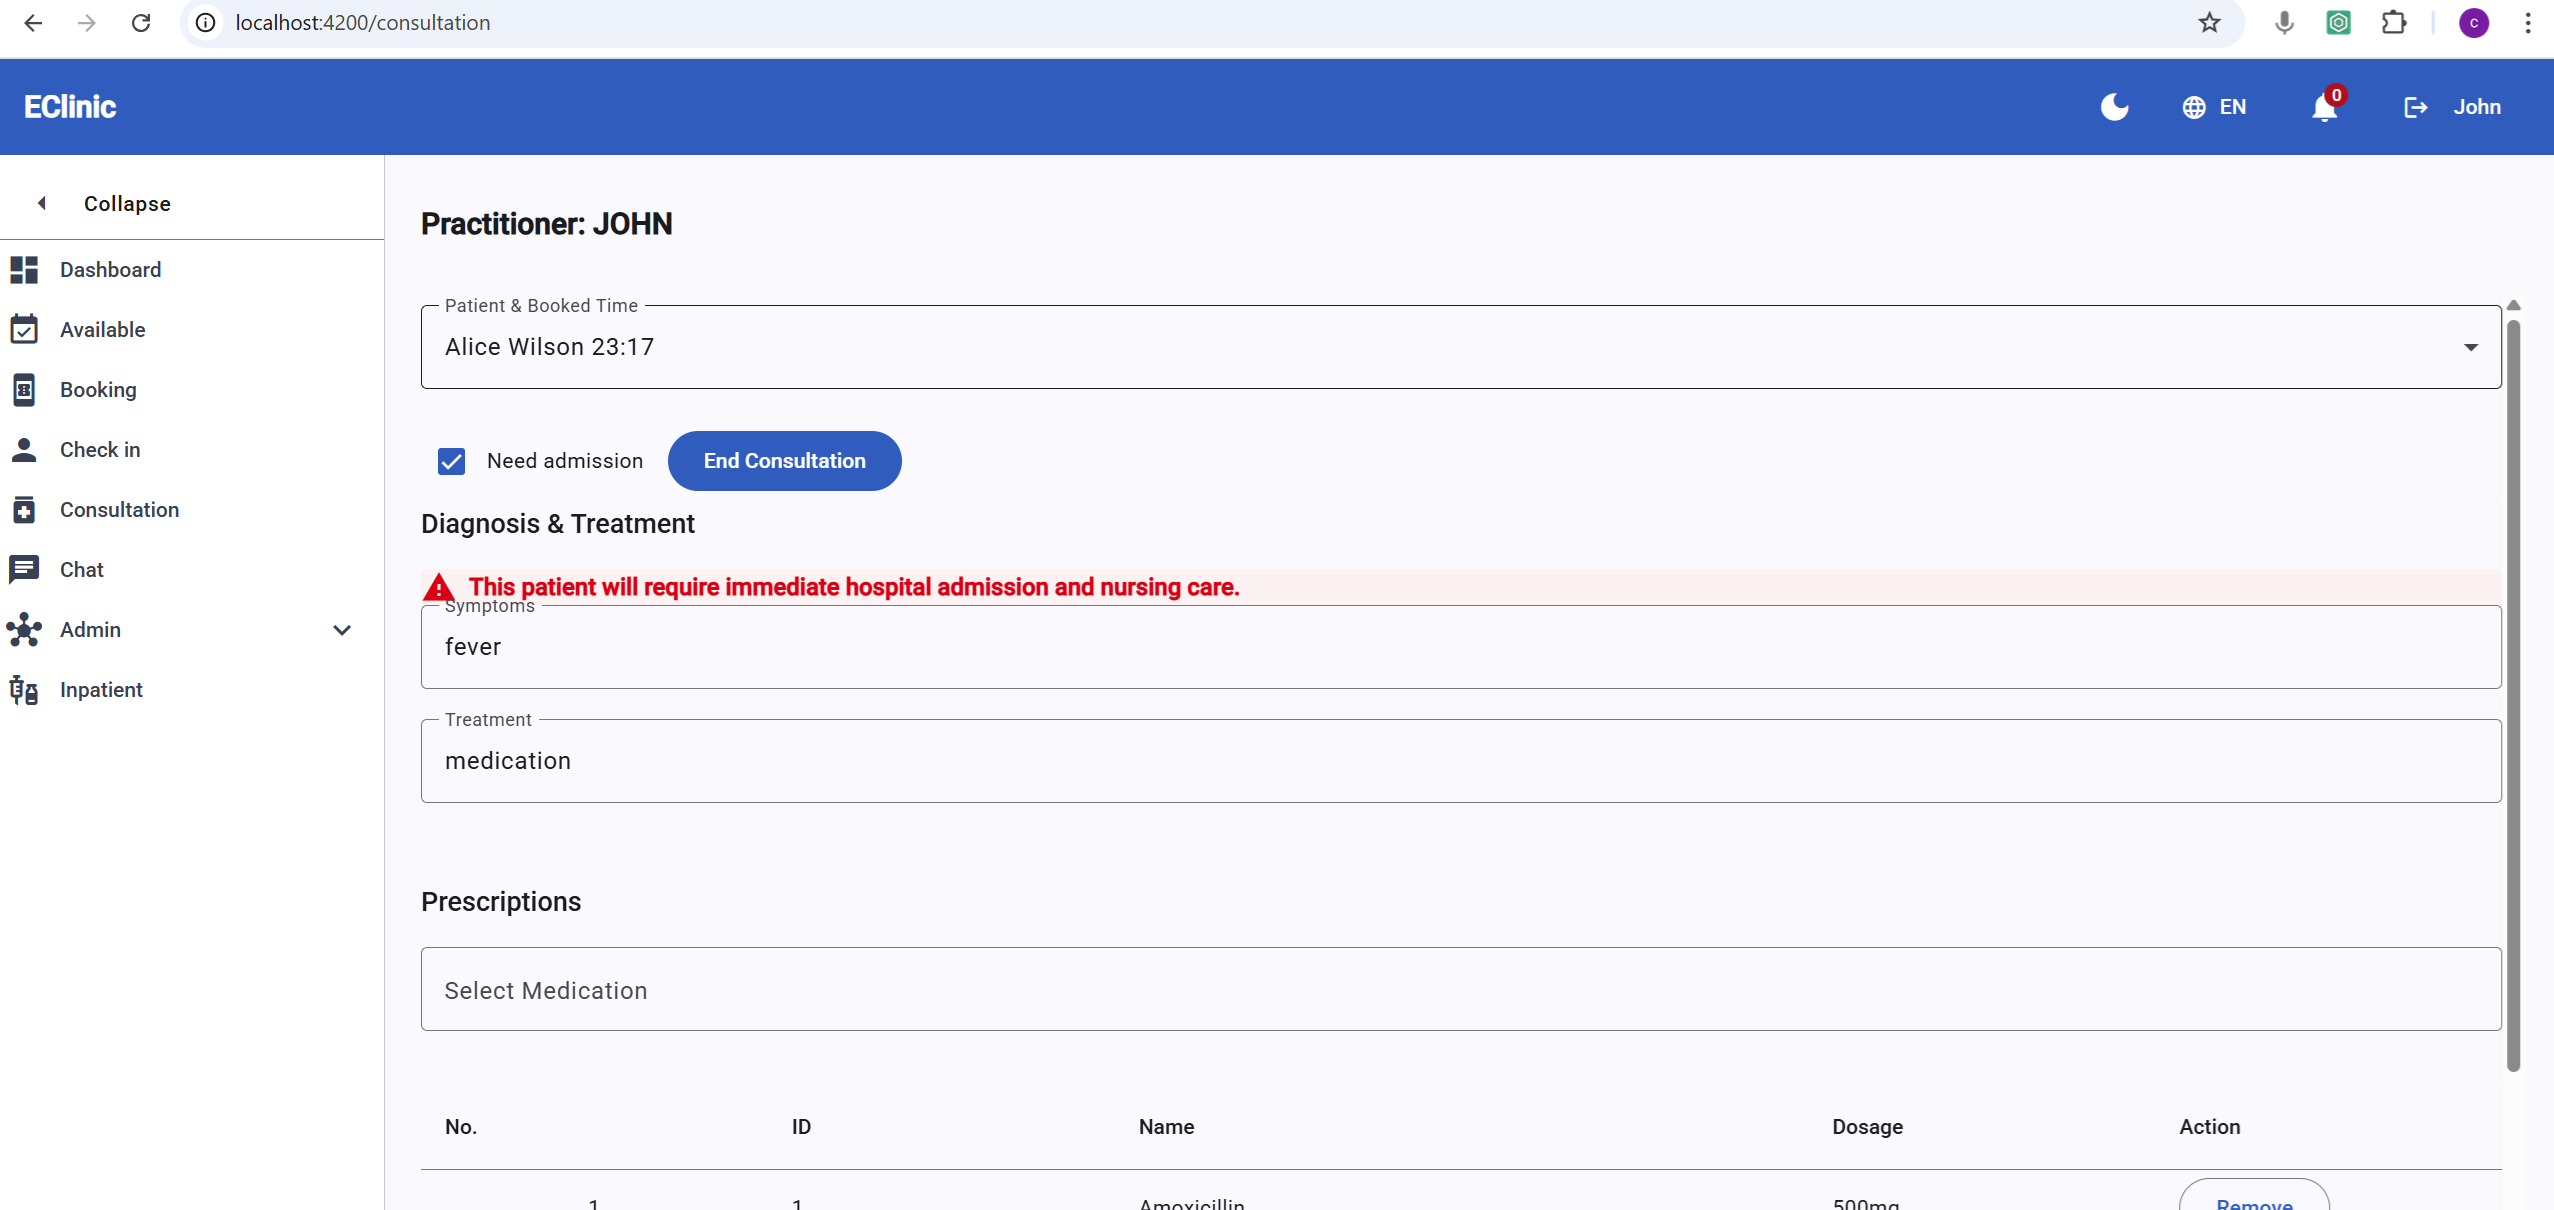 localhost:4200/consultation
C
EClinic
EN
0
John
Collapse
Dashboard
Available
Booking
Check in
Consultation
Chat
Admin
Inpatient
Practitioner: JOHN
Patient & Booked Time
Alice Wilson 23:17
Need admission
End Consultation
Diagnosis & Treatment
This patient will require immediate hospital admission and nursing care.
Symptoms
fever
Treatment
medication
Prescriptions
Select Medication
No. ID Name Dosage Action
1 1 Amoxicillin 500mg Remove